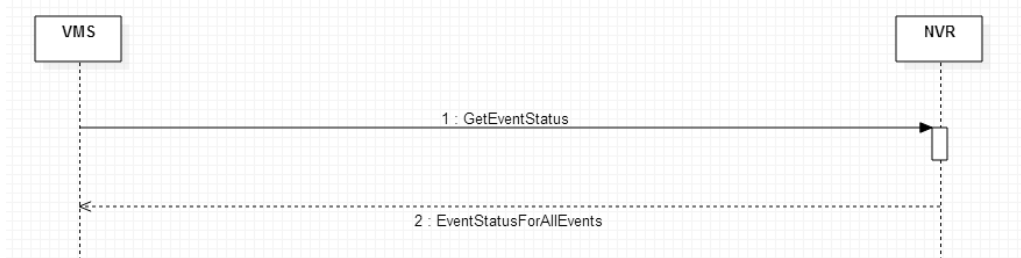 VMS
NVR
1 : GetEventStatus
2 : EventStatusForAllEvents